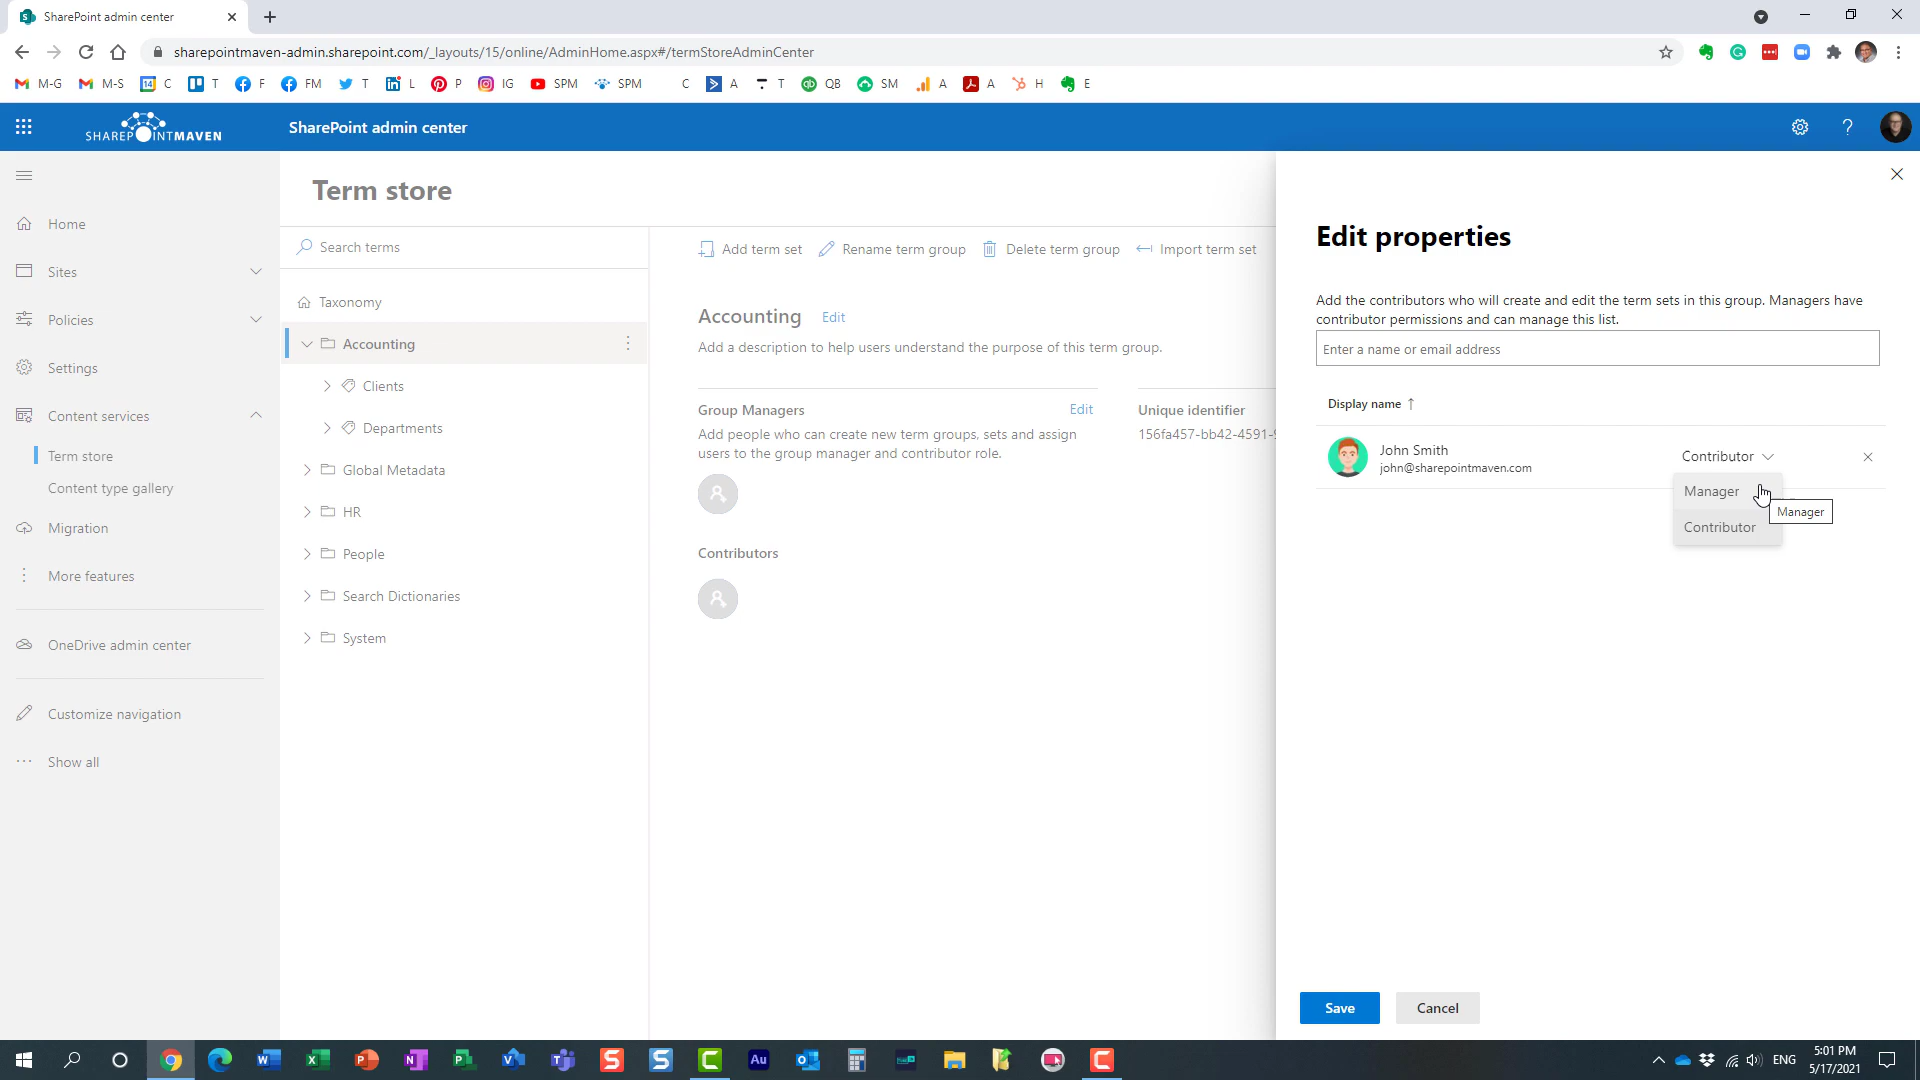 SharePoint admin center
sharepointmaven-admin.sharepoint.com/_layouts/15/online/AdminHome.aspx#/termStoreAdminCenter
M-G M-S C T F FM T L P IG SPM SPM C A T QB SM A A H E
SHAREPOINTMAVEN
SharePoint admin center
?
Home
Sites
Policies
Settings
Content services
Term store
Content type gallery
Migration
More features
OneDrive admin center
Customize navigation
Show all
Term store
Search terms
Taxonomy
Accounting
Clients
Departments
Global Metadata
HR
People
Search Dictionaries
System
Add term set Rename term group Delete term group Import term set
Accounting Edit
Add a description to help users understand the purpose of this term group.
Group Managers Edit
Add people who can create new term groups, sets and assign
users to the group manager and contributor role.
Contributors
Unique identifier
156fa457-bb42-4591-
Edit properties
Add the contributors who will create and edit the term sets in this group. Managers have
contributor permissions and can manage this list.
Enter a name or email address
Display name ↑
John Smith
john@sharepointmaven.com
Contributor
Manager
Manager
Contributor
Save Cancel
ENG
5:01 PM
5/17/2021